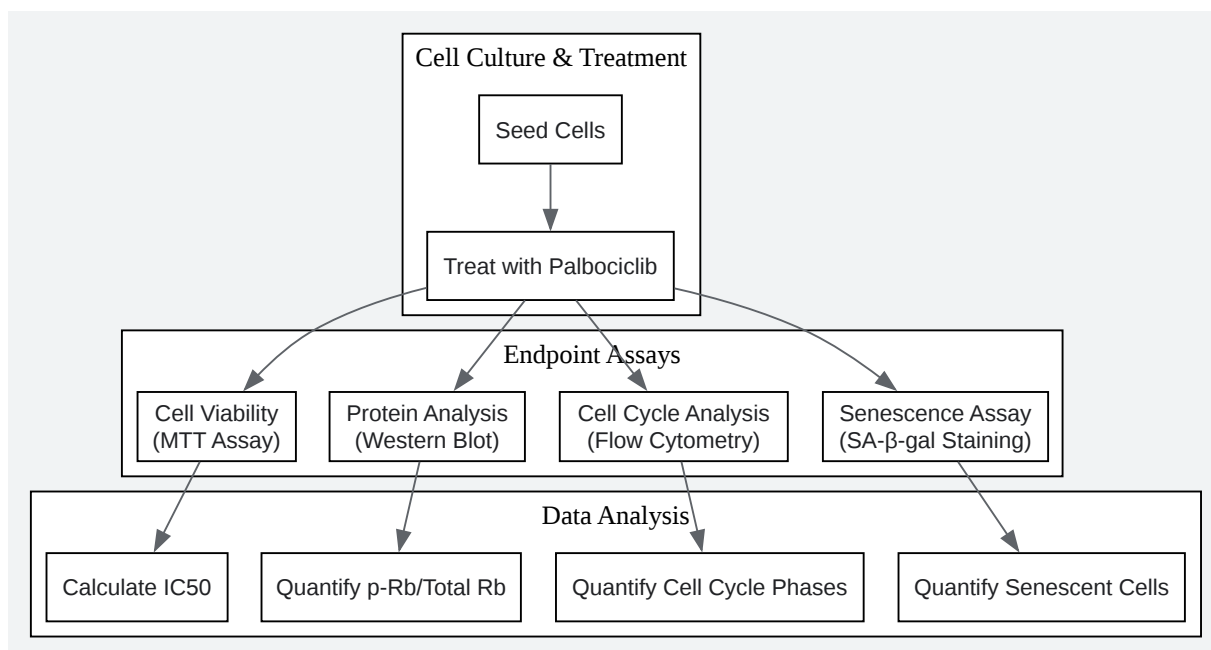 Cell Culture & Treatment
Seed Cells
Treat with Palbociclib
Endpoint Assays
Cell Viability
(MTT Assay)
Protein Analysis
(Western Blot)
Cell Cycle Analysis
(Flow Cytometry)
Senescence Assay
(SA-β-gal Staining)
Data Analysis
Calculate IC50
Quantify p-Rb/Total Rb
Quantify Cell Cycle Phases
Quantify Senescent Cells